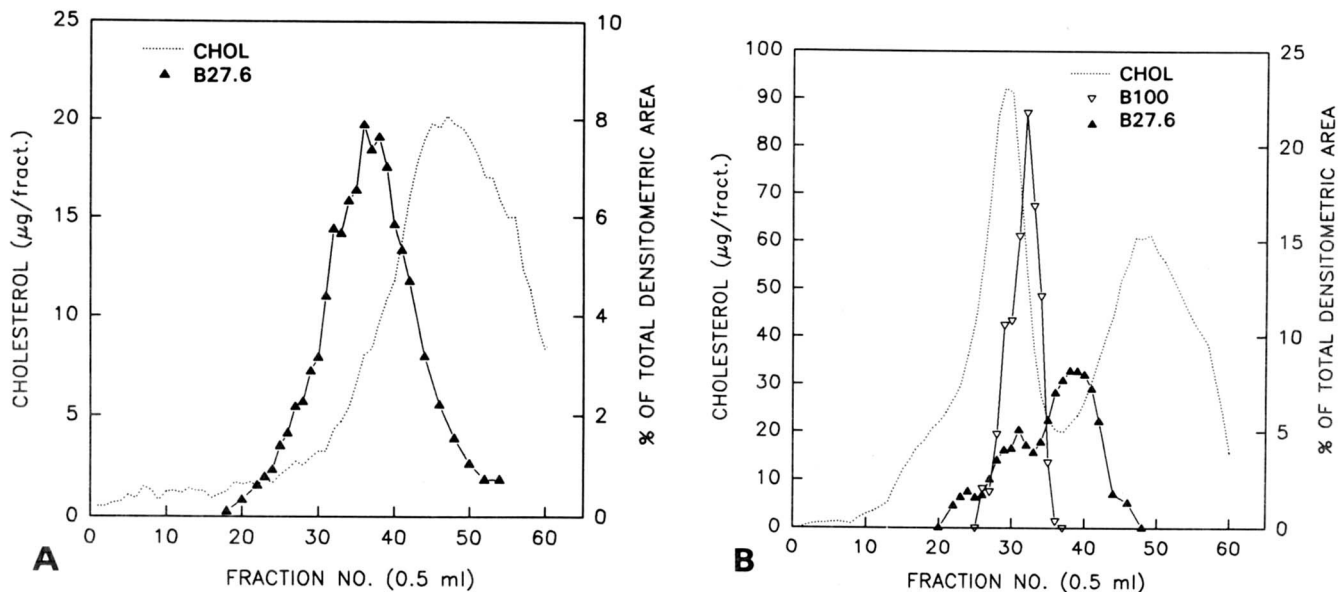 25
20
15
10
5
0
CHOLESTEROL (µg/fract.)
CHOL
B27.6
10
8
6
4
2
0
% OF TOTAL DENSITOMETRIC AREA
0 10 20 30 40 50 60
FRACTION NO. (0.5 ml)
A
100
90
80
70
60
50
40
30
20
10
0
CHOLESTEROL (µg/fract.)
CHOL
B100
B27.6
25
20
15
10
5
0
% OF TOTAL DENSITOMETRIC AREA
0 10 20 30 40 50 60
FRACTION NO. (0.5 ml)
B